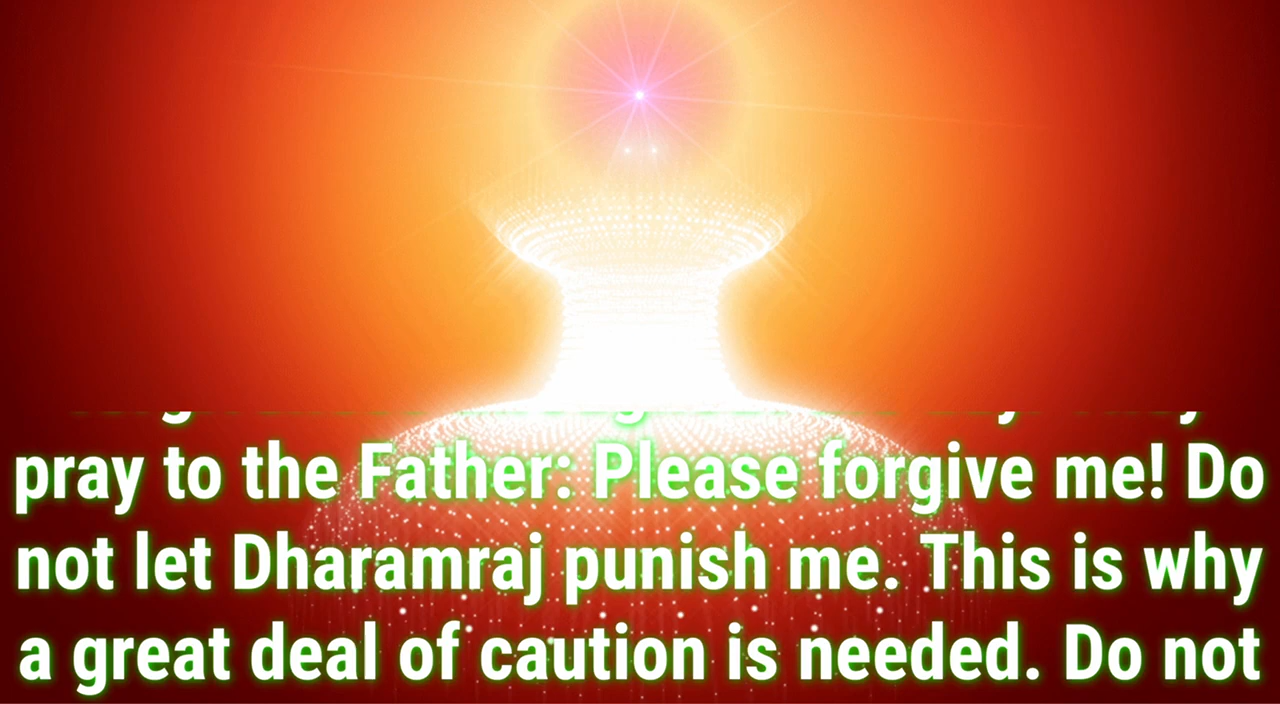 pray to the Father: Please forgive me! Do
not let Dharamraj punish me. This is why
a great deal of caution is needed. Do not